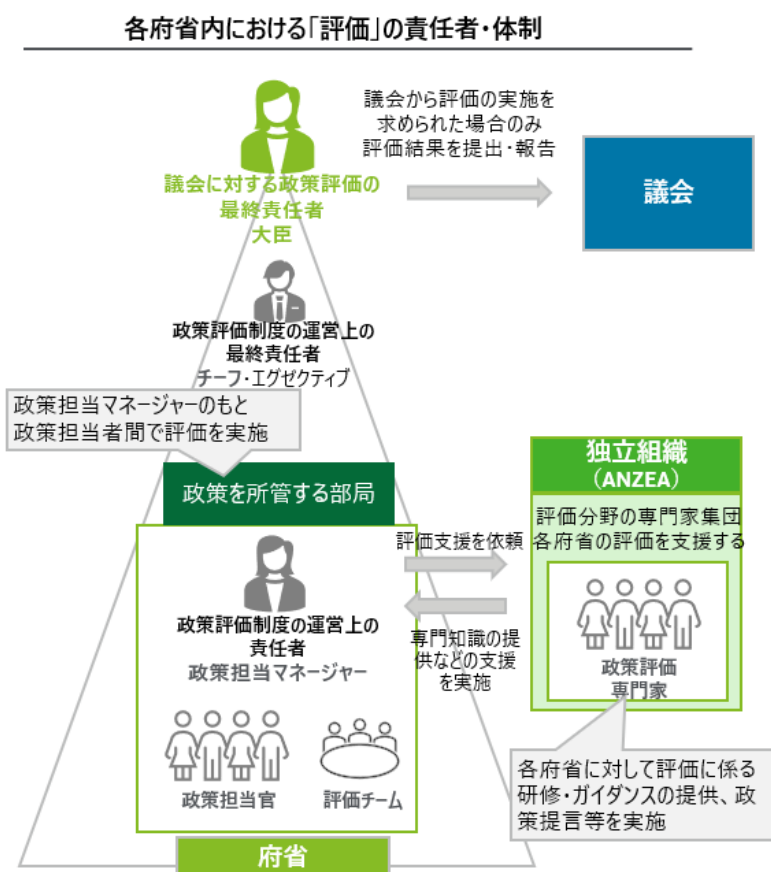 各府省内における「評価」の責任者・体制
議会から評価の実施を
求められた場合のみ
評価結果を提出・報告
議会
議会に対する政策評価の
最終責任者
大臣
政策評価制度の運営上の
最終責任者
チーフ・エグゼクティブ
政策担当マネージャーのもと
政策担当者間で評価を実施
政策を所管する部局
独立組織
（ANZEA）
評価分野の専門家集団
各府省の評価を支援する
評価支援を依頼
専門知識の提
供などの支援
を実施
政策評価制度の運営上の
責任者
政策担当マネージャー
政策評価
専門家
政策担当官
評価チーム
各府省に対して評価に係る
研修・ガイダンスの提供、政
策提言等を実施
府省